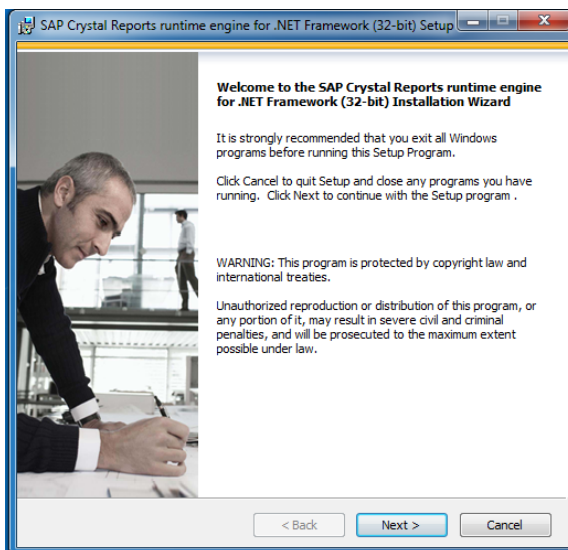 SAP Crystal Reports runtime engine for .NET Framework (32-bit) Setup
Welcome to the SAP Crystal Reports runtime engine
for .NET Framework (32-bit) Installation Wizard
It is strongly recommended that you exit all Windows
programs before running this Setup Program.
Click Cancel to quit Setup and close any programs you have
running. Click Next to continue with the Setup program .
WARNING: This program is protected by copyright law and
international treaties.
Unauthorized reproduction or distribution of this program, or
any portion of it, may result in severe civil and criminal
penalties, and will be prosecuted to the maximum extent
possible under law.
< Back Next > Cancel